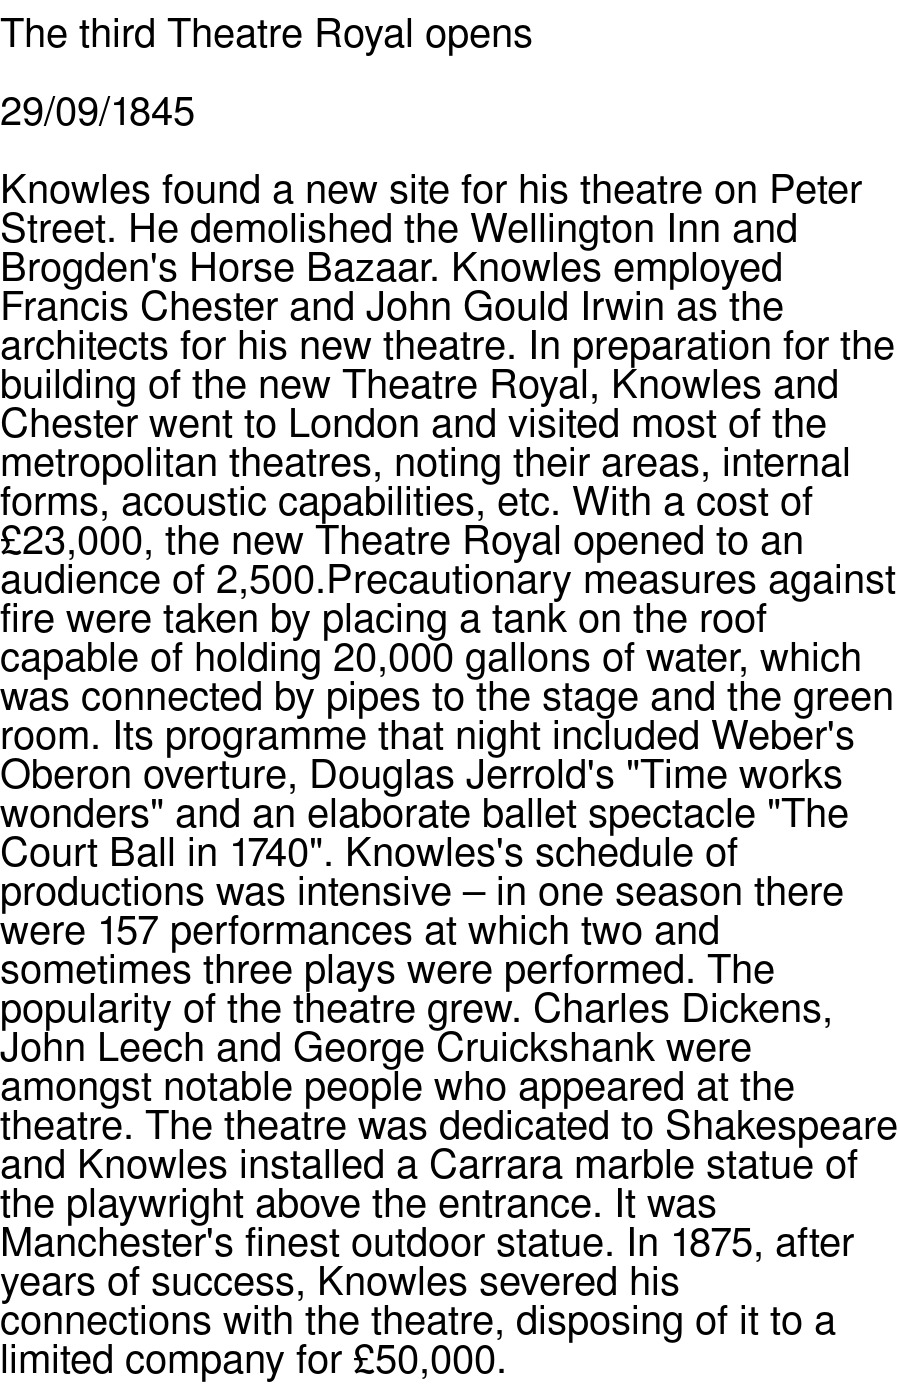 The third Theatre Royal opens
29/09/1845
Knowles found a new site for his theatre on Peter
Street. He demolished the Wellington Inn and
Brogden's Horse Bazaar. Knowles employed
Francis Chester and John Gould Irwin as the
architects for his new theatre. In preparation for the
building of the new Theatre Royal, Knowles and
Chester went to London and visited most of the
metropolitan theatres, noting their areas, internal
forms, acoustic capabilities, etc. With a cost of
£23,000, the new Theatre Royal opened to an
audience of 2,500.Precautionary measures against
fire were taken by placing a tank on the roof
capable of holding 20,000 gallons of water, which
was connected by pipes to the stage and the green
room. Its programme that night included Weber's
Oberon overture, Douglas Jerrold's "Time works
wonders" and an elaborate ballet spectacle "The
Court Ball in 1740". Knowles's schedule of
productions was intensive – in one season there
were 157 performances at which two and
sometimes three plays were performed. The
popularity of the theatre grew. Charles Dickens,
John Leech and George Cruickshank were
amongst notable people who appeared at the
theatre. The theatre was dedicated to Shakespeare
and Knowles installed a Carrara marble statue of
the playwright above the entrance. It was
Manchester's finest outdoor statue. In 1875, after
years of success, Knowles severed his
connections with the theatre, disposing of it to a
limited company for £50,000.